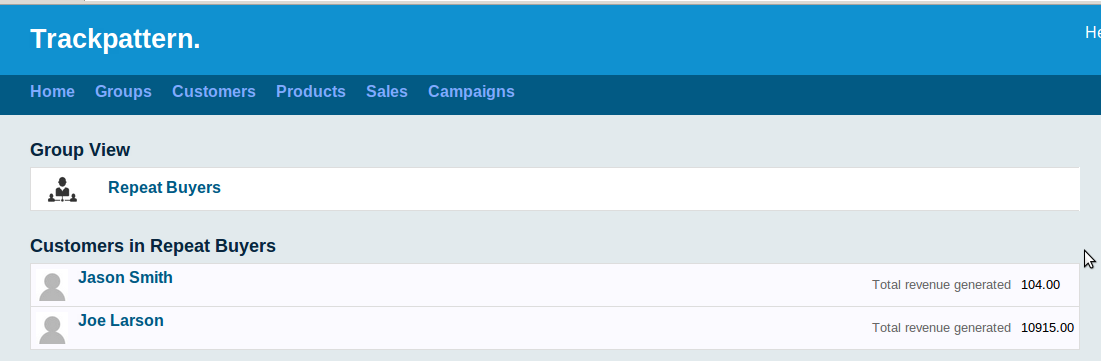 Trackpattern.
He
Home Groups Customers Products Sales Campaigns
Group View
Repeat Buyers
Customers in Repeat Buyers
Jason Smith Total revenue generated 104.00
Joe Larson Total revenue generated 10915.00